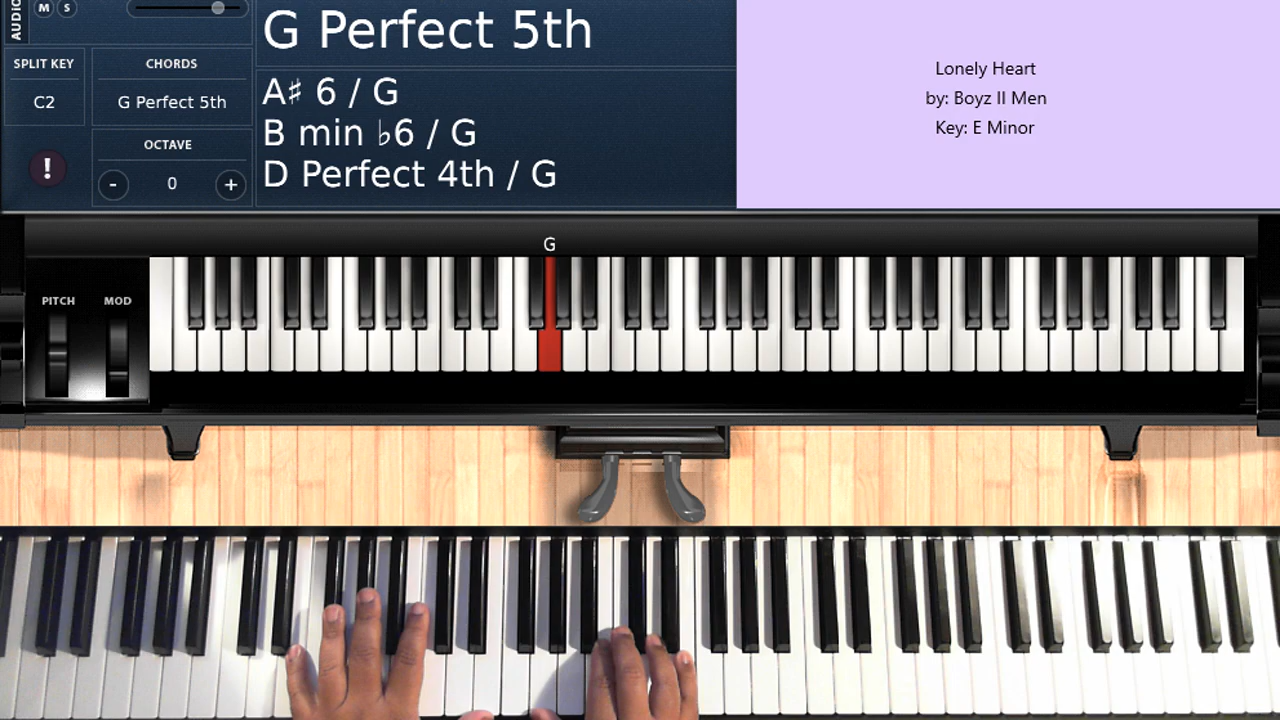 AUDIO
M S
SPLIT KEY
C2
CHORDS
G Perfect 5th
OCTAVE
- 0 +
!
G Perfect 5th
A♯ 6 / G
B min ♭6 / G
D Perfect 4th / G
Lonely Heart
by: Boyz II Men
Key: E Minor
G
PITCH
MOD